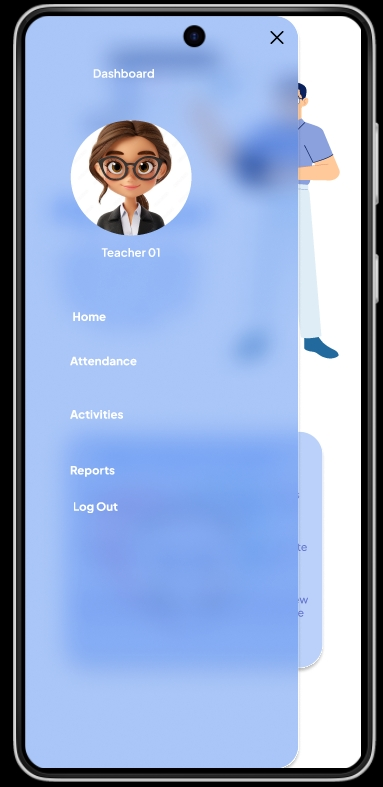 Dashboard
Teacher 01
Home
Attendance
Activities
Reports
Log Out